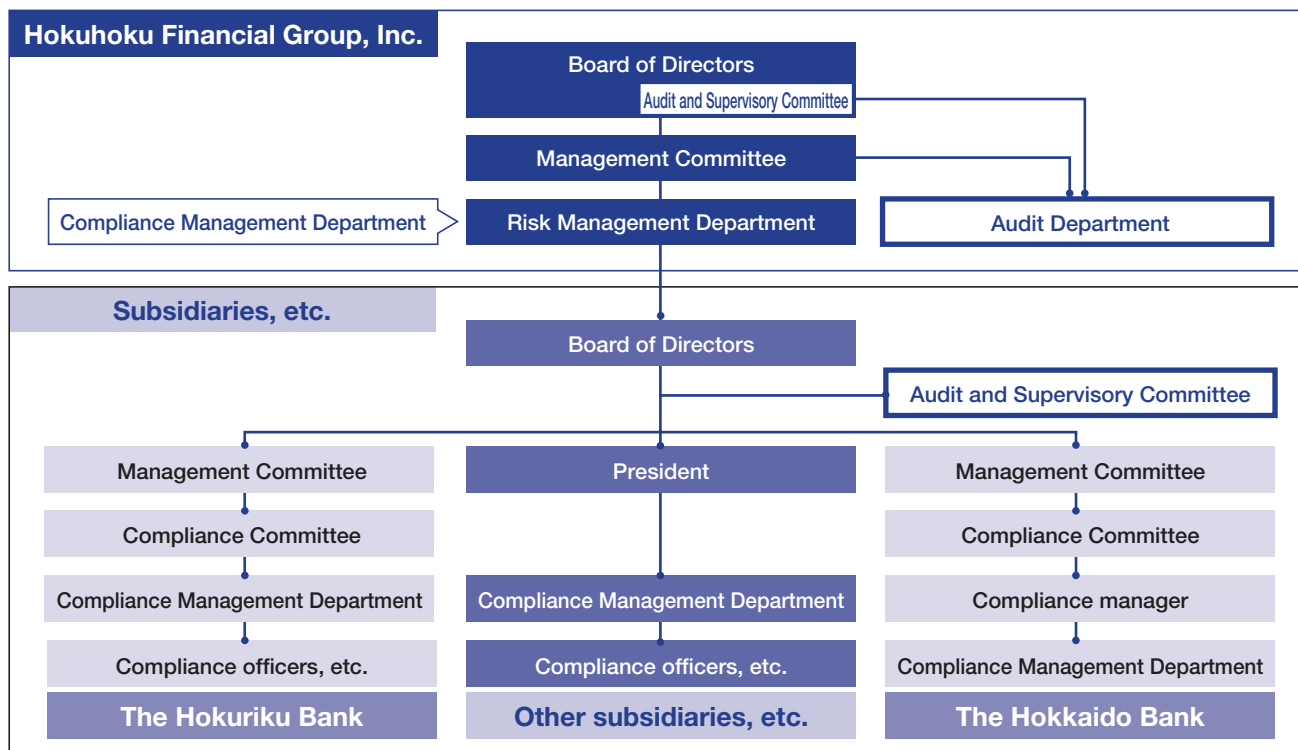 Hokuhoku Financial Group, Inc.
Board of Directors
Audit and Supervisory Committee
Management Committee
Compliance Management Department
Risk Management Department
Audit Department
Subsidiaries, etc.
Board of Directors
Audit and Supervisory Committee
Management Committee
President
Management Committee
Compliance Committee
Compliance Committee
Compliance Management Department
Compliance Management Department
Compliance manager
Compliance officers, etc.
Compliance officers, etc.
Compliance Management Department
The Hokuriku Bank
Other subsidiaries, etc.
The Hokkaido Bank